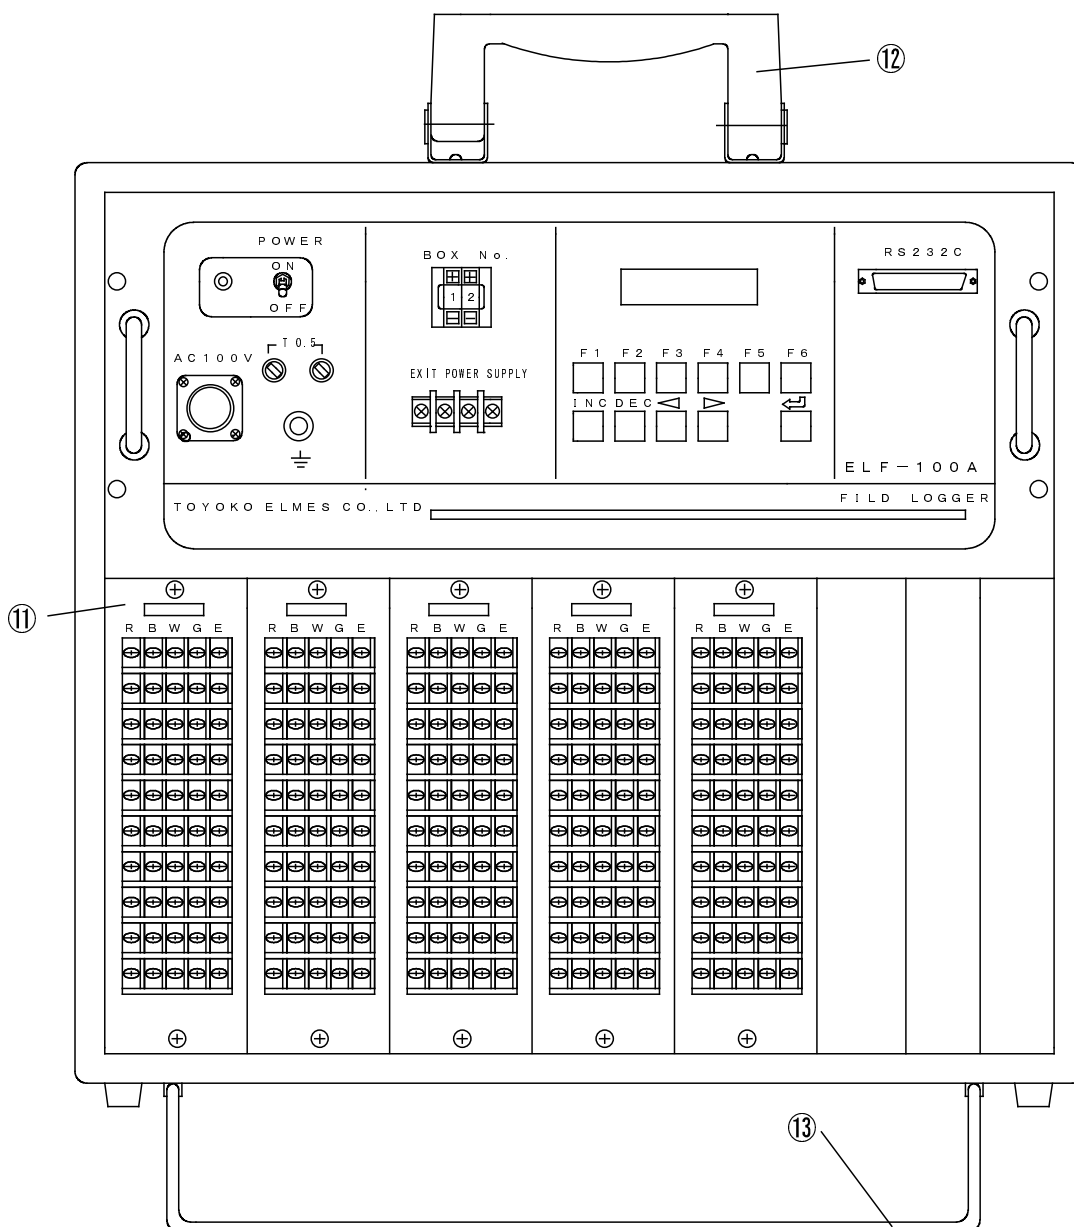 ⑫
POWER
ON
OFF
T 0.5
AC100V
BOX No.
1 2
EXIT POWER SUPPLY
RS232C
F1 F2 F3 F4 F5 F6
INC DEC
ELF-100A
FILD LOGGER
TOYOKO ELMES CO.,LTD
⑪
R B W G E R B W G E R B W G E R B W G E R B W G E
⑬